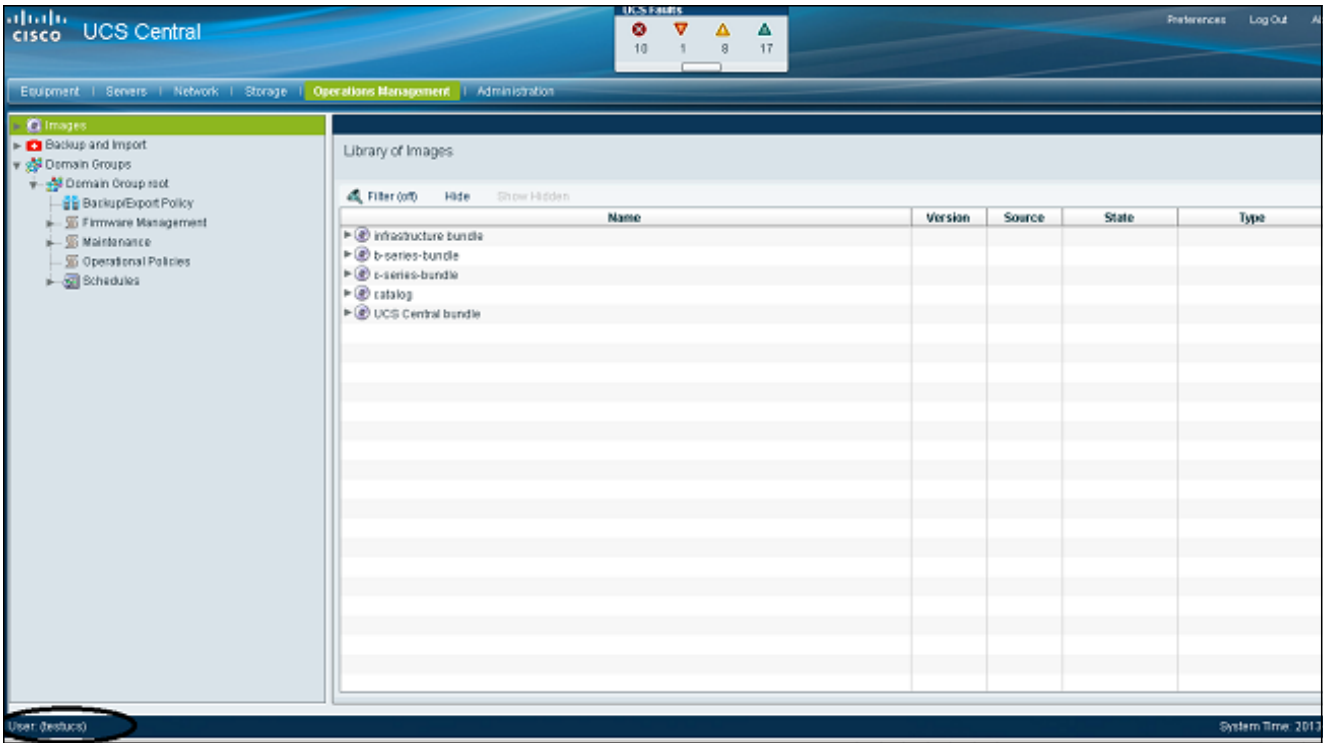 UCS Faults
CISCO UCS Central
Preferences Log Out
10 1 8 17
Equipment | Servers | Network | Storage | Operations Management | Administration
Images
Backup and Import
Domain Groups
Domain Group root
Backup/Export Policy
Firmware Management
Maintenance
Operational Policies
Schedules
Library of Images
Filter (off) Hide Show Hidden
Name Version Source State Type
infrastructure bundle
b-series-bundle
c-series-bundle
catalog
UCS Central bundle
User: (testucs)
System Time: 2013